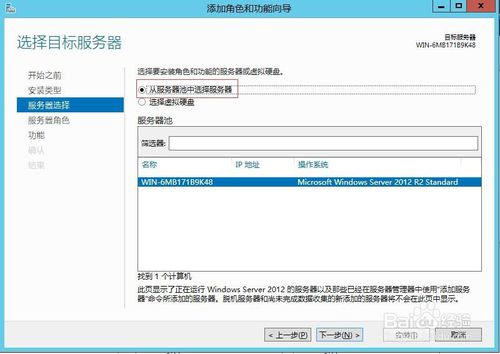 添加角色和功能向导
选择目标服务器
目标服务器
WIN-6MB171B9K48
开始之前
安装类型
服务器选择
服务器角色
功能
确认
结果
选择要安装角色和功能的服务器或虚拟硬盘。
从服务器池中选择服务器
选择虚拟硬盘
服务器池
筛选器:
名称 IP 地址 操作系统
WIN-6MB171B9K48 Microsoft Windows Server 2012 R2 Standard
找到 1 个计算机
此页显示了正在运行 Windows Server 2012 的服务器以及那些已经在服务器管理器中使用"添加服务
器"命令所添加的服务器。脱机服务器和尚未完成数据收集的新添加的服务器将不会在此页中显示。
< 上一步(P) 下一步(N) > 安装(I) 取消
Baidu 经验